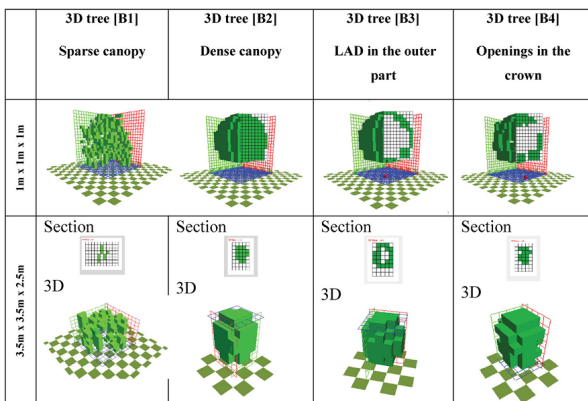 3D tree [B1]
3D tree [B2]
3D tree [B3]
3D tree [B4]
Sparse canopy
Dense canopy
LAD in the outer
part
Openings in the
crown
1m x 1m x 1m
3.5m x 3.5m x 2.5m
Section
3D
Section
3D
Section
3D
Section
3D